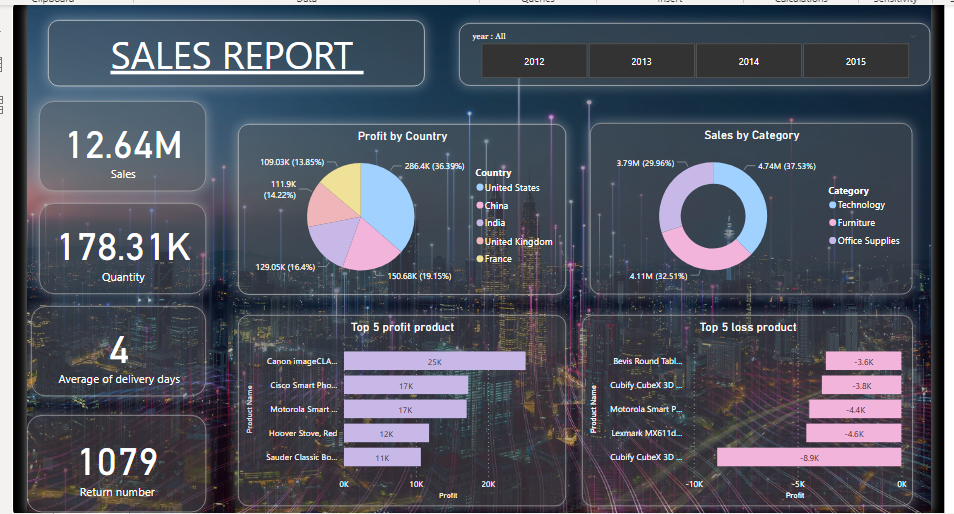 Clipboard
Data
Queries
Insert
Calculations
Sensitivity
SALES REPORT
year : All
2012
2013
2014
2015
12.64M
Sales
178.31K
Quantity
4
Average of delivery days
1079
Return number
Profit by Country
109.03K (13.85%)
286.4K (36.39%)
111.9K
(14.22%)
129.05K (16.4%)
150.68K (19.15%)
Country
United States
China
India
United Kingdom
France
Sales by Category
3.79M (29.96%)
4.74M (37.53%)
4.11M (32.51%)
Category
Technology
Furniture
Office Supplies
Top 5 profit product
Product Name
Canon imageCLA...
25K
Cisco Smart Pho...
17K
Motorola Smart ...
17K
Hoover Stove, Red
12K
Sauder Classic Bo...
11K
0K
10K
20K
Profit
Top 5 loss product
Product Name
Bevis Round Tabl...
-3.6K
Cubify CubeX 3D ...
-3.8K
Motorola Smart P...
-4.4K
Lexmark MX611d...
-4.6K
Cubify CubeX 3D ...
-8.9K
-10K
-5K
0K
Profit